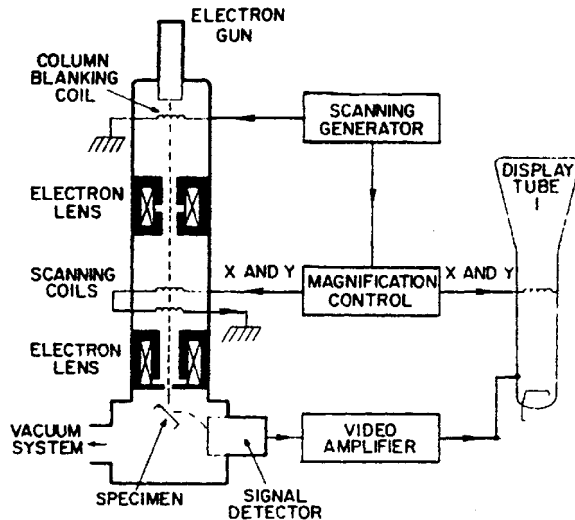 ELECTRON
GUN
COLUMN
BLANKING
COIL
SCANNING
GENERATOR
DISPLAY
TUBE
1
ELECTRON
LENS
SCANNING
COILS
X AND Y
MAGNIFICATION
CONTROL
X AND Y
ELECTRON
LENS
VACUUM
SYSTEM
VIDEO
AMPLIFIER
SPECIMEN
SIGNAL
DETECTOR